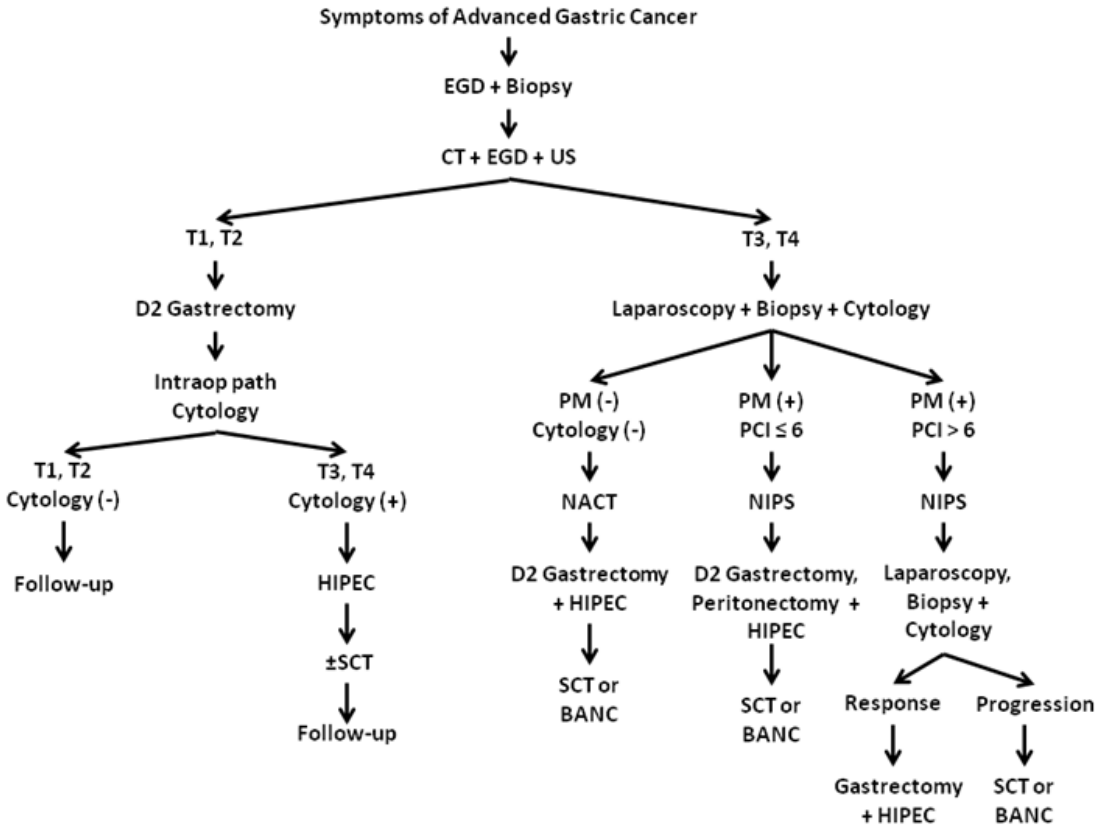 Symptoms of Advanced Gastric Cancer
EGD + Biopsy
CT + EGD + US
T1, T2
D2 Gastrectomy
Intraop path
Cytology
T1, T2
Cytology (-)
Follow-up
T3, T4
Cytology (+)
HIPEC
±SCT
Follow-up
T3, T4
Laparoscopy + Biopsy + Cytology
PM (-)
Cytology (-)
NACT
D2 Gastrectomy
+ HIPEC
SCT or
BANC
PM (+)
PCI ≤ 6
NIPS
D2 Gastrectomy,
Peritonectomy +
HIPEC
SCT or
BANC
PM (+)
PCI > 6
NIPS
Laparoscopy,
Biopsy +
Cytology
Response
Gastrectomy
+ HIPEC
Progression
SCT or
BANC